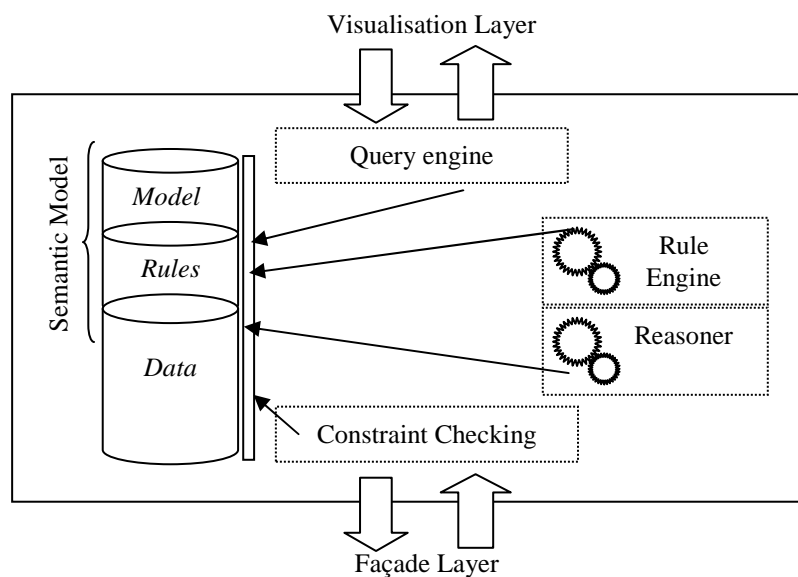 Visualisation Layer
Query engine
Semantic Model
Model
Rules
Data
Rule
Engine
Reasoner
Constraint Checking
Façade Layer